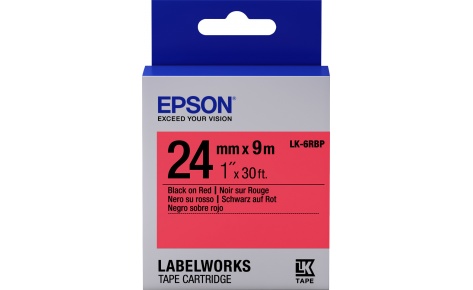 EPSON
EXCEED YOUR VISION
LK-6RBP
24 mm x 9m
1" x 30ft.
Black on Red | Noir sur Rouge
Nero su rosso | Schwarz auf Rot
Negro sobre rojo
LABELWORKS
TAPE CARTRIDGE
LK
TAPE